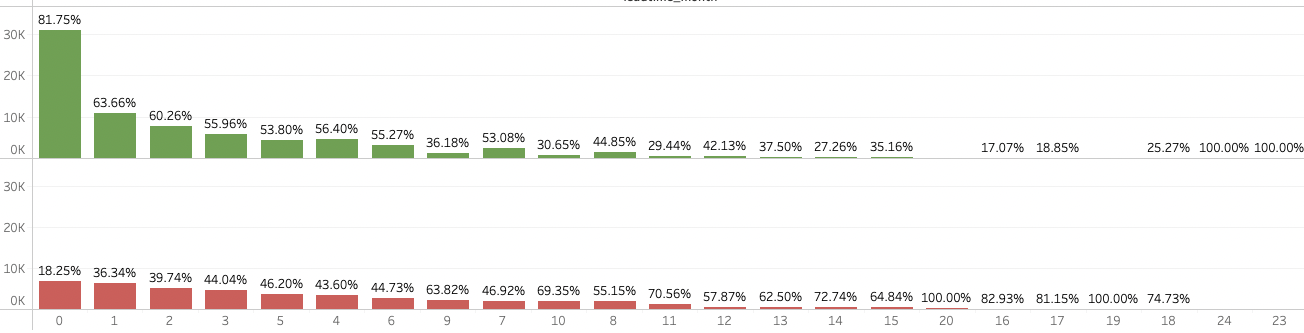 81.75%
30K
20K
63.66%
60.26%
55.96% 53.80% 56.40% 55.27% 36.18% 53.08% 30.65% 44.85% 29.44% 42.13% 37.50% 27.26% 35.16% 17.07% 18.85% 25.27% 100.00% 100.00%
10K
0K
30K
20K
10K
18.25% 36.34% 39.74% 44.04% 46.20% 43.60% 44.73% 63.82% 46.92% 69.35% 55.15% 70.56% 57.87% 62.50% 72.74% 64.84% 100.00% 82.93% 81.15% 100.00% 74.73%
0K
0 1 2 3 5 4 6 9 7 10 8 11 12 13 14 15 20 16 17 19 18 24 23